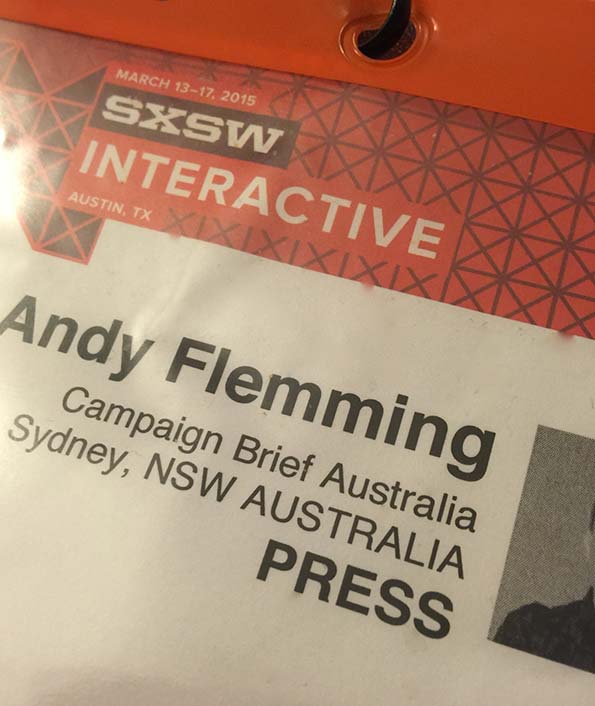 MARCH 13–17, 2015
SXSW
INTERACTIVE
AUSTIN, TX
Andy Flemming
Campaign Brief Australia
Sydney, NSW AUSTRALIA
PRESS